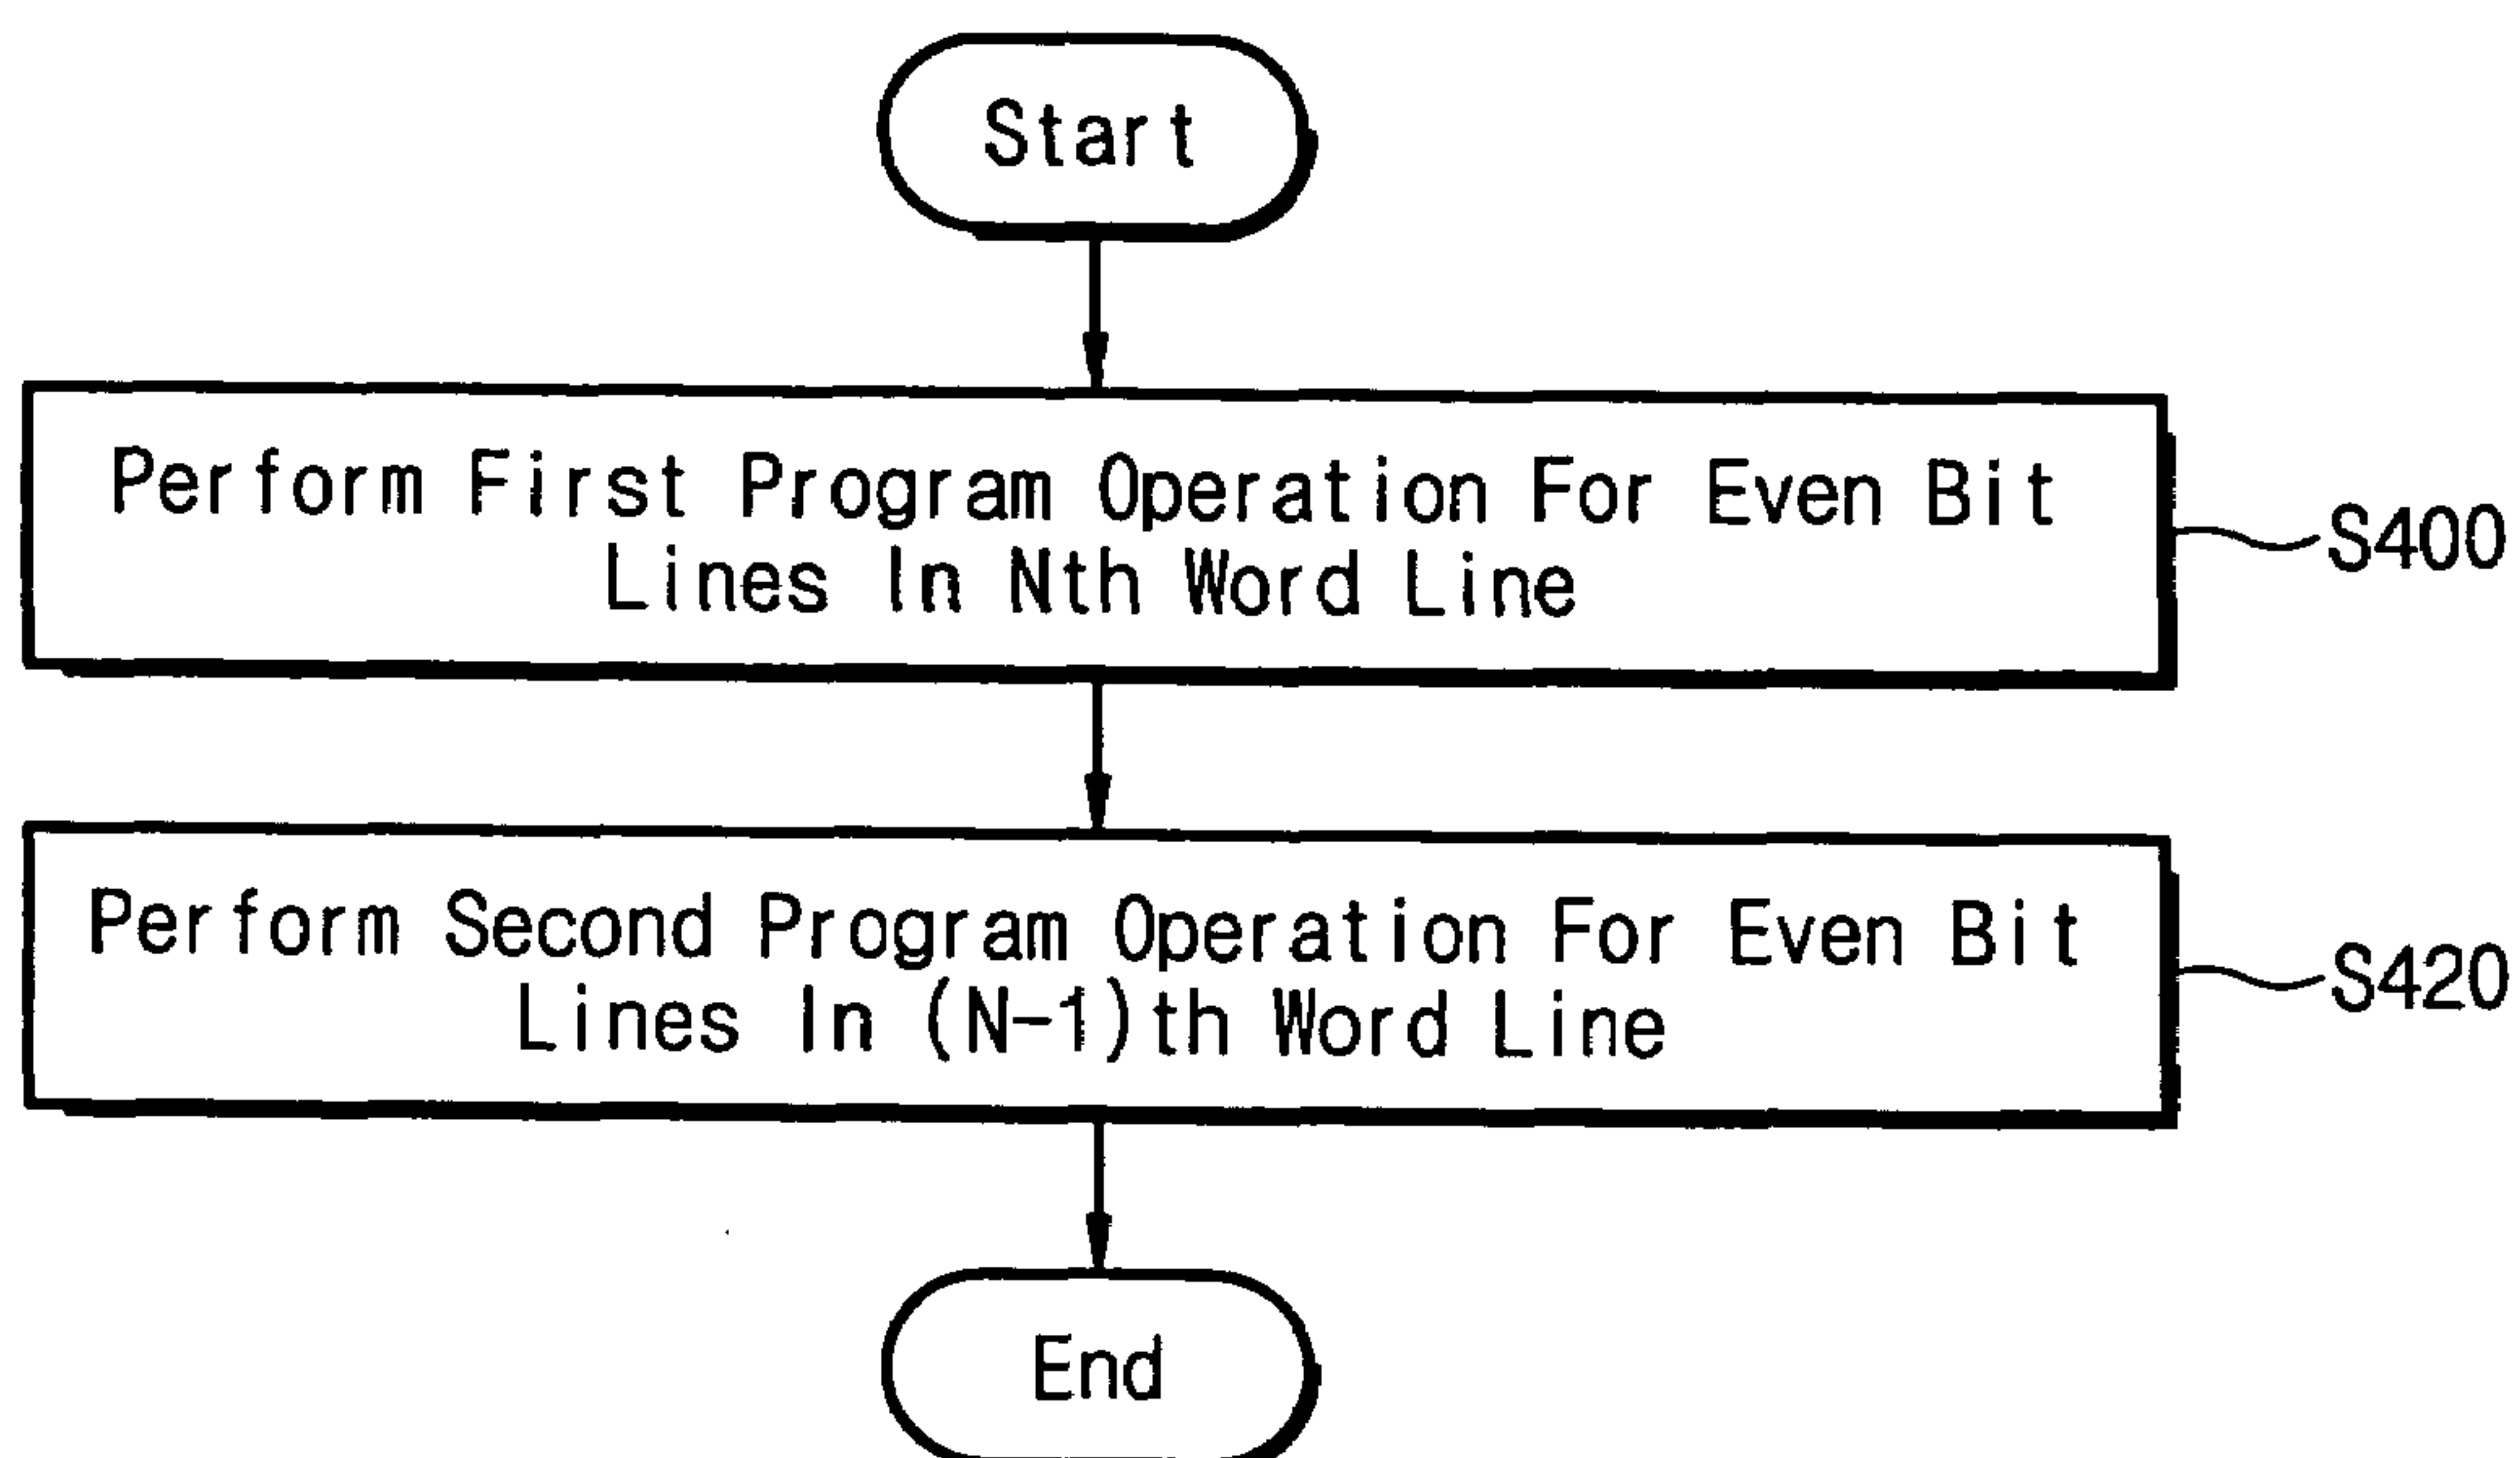 Start
Perform First Program Operation For Even Bit
Lines In Nth Word Line
S400
Perform Second Program Operation For Even Bit
Lines In (N-1)th Word Line
S420
End